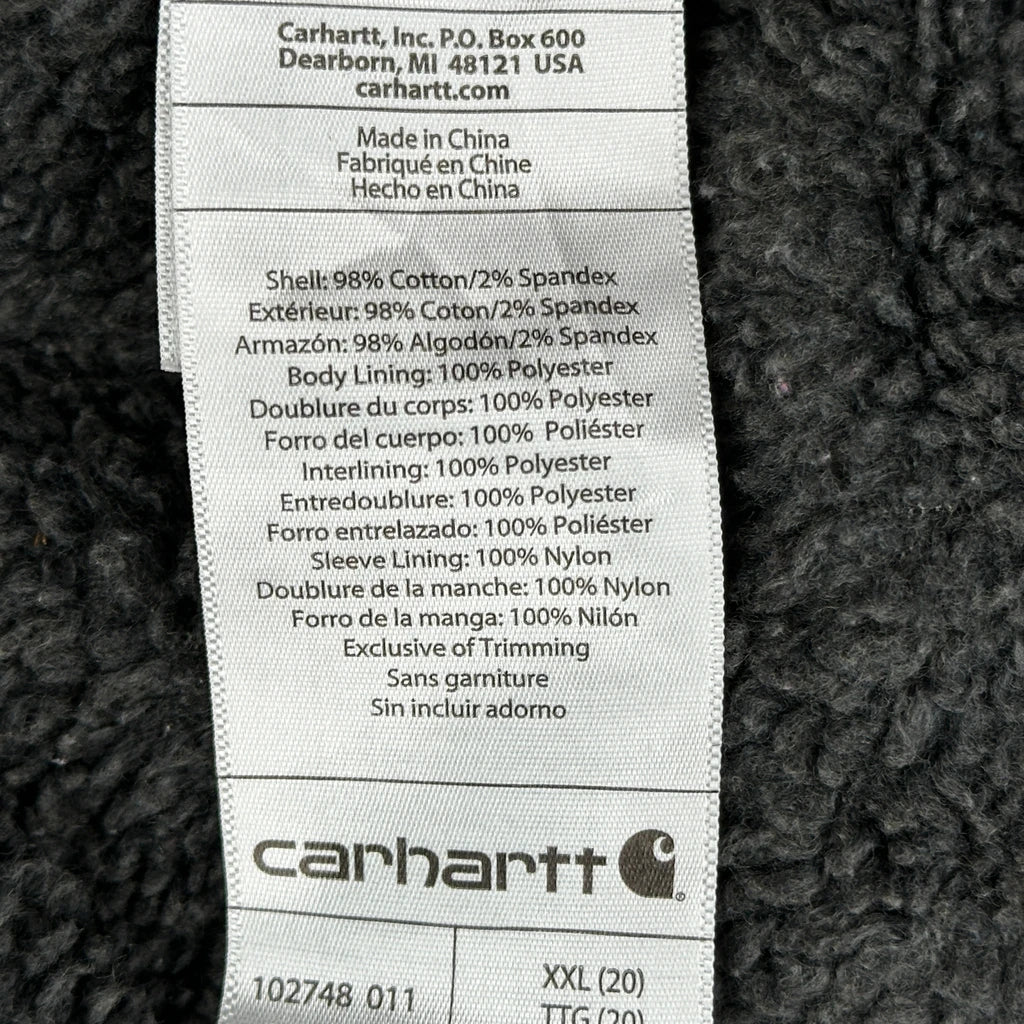 Carhartt, Inc. P.O. Box 600
Dearborn, MI 48121 USA
carhartt.com
Made in China
Fabriqué en Chine
Hecho en China
Shell: 98% Cotton/2% Spandex
Extérieur: 98% Coton/2% Spandex
Armazón: 98% Algodón/2% Spandex
Body Lining: 100% Polyester
Doublure du corps: 100% Polyester
Forro del cuerpo: 100% Poliéster
Interlining: 100% Polyester
Entredoublure: 100% Polyester
Forro entrelazado: 100% Poliéster
Sleeve Lining: 100% Nylon
Doublure de la manche: 100% Nylon
Forro de la manga: 100% Nilón
Exclusive of Trimming
Sans garniture
Sin incluir adorno
carhartt
102748 011
XXL (20)
TTG (20)